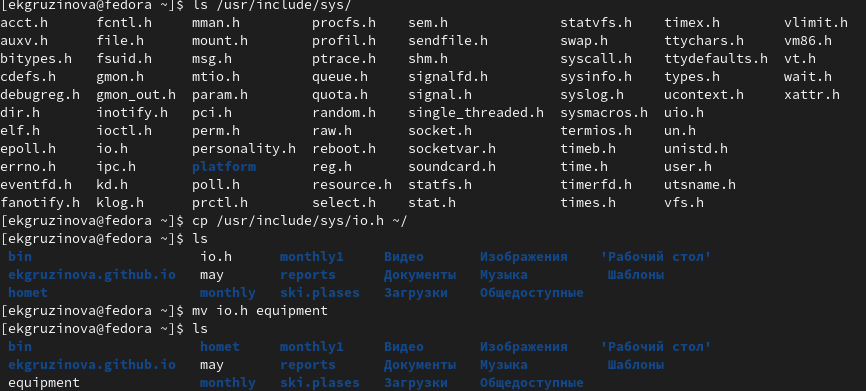 [ekgruzinova@fedora ~]$ ls /usr/include/sys/
acct.h fcntl.h mman.h procfs.h sem.h statvfs.h timex.h vlimit.h
auxv.h file.h mount.h profil.h sendfile.h swap.h ttychars.h vm86.h
bitypes.h fsuid.h msg.h ptrace.h shm.h syscall.h ttydefaults.h vt.h
cdefs.h gmon.h mtio.h queue.h signalfd.h sysinfo.h types.h wait.h
debugreg.h gmon_out.h param.h quota.h signal.h syslog.h ucontext.h xattr.h
dir.h inotify.h pci.h random.h single_threaded.h sysmacros.h uio.h
elf.h ioctl.h perm.h raw.h socket.h termios.h un.h
epoll.h io.h personality.h reboot.h socketvar.h timeb.h unistd.h
errno.h ipc.h platform reg.h soundcard.h time.h user.h
eventfd.h kd.h poll.h resource.h statfs.h timerfd.h utsname.h
fanotify.h klog.h prctl.h select.h stat.h times.h vfs.h
[ekgruzinova@fedora ~]$ cp /usr/include/sys/io.h ~/
[ekgruzinova@fedora ~]$ ls
bin io.h monthly1 Видео Изображения 'Рабочий стол'
ekgruzinova.github.io may reports Документы Музыка Шаблоны
homet monthly ski.plases Загрузки Общедоступные
[ekgruzinova@fedora ~]$ mv io.h equipment
[ekgruzinova@fedora ~]$ ls
bin homet monthly1 Видео Изображения 'Рабочий стол'
ekgruzinova.github.io may reports Документы Музыка Шаблоны
equipment monthly ski.plases Загрузки Общедоступные